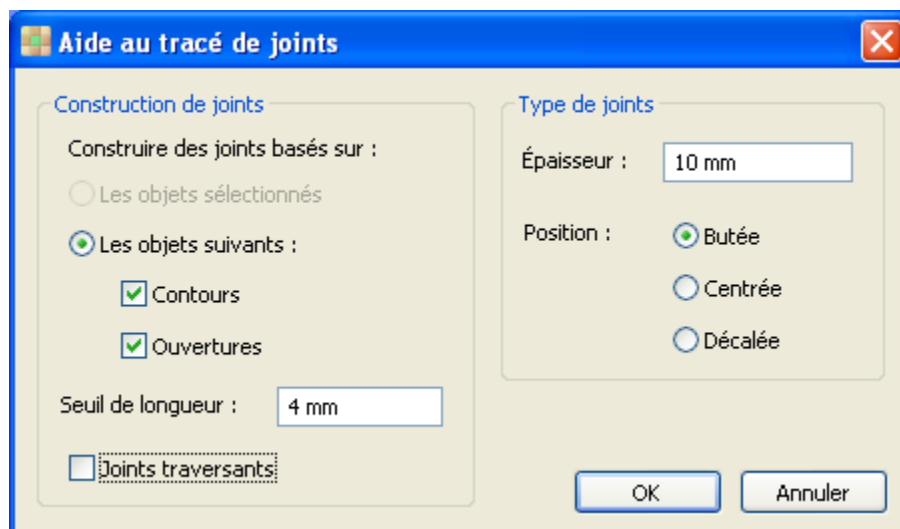 Aide au tracé de joints
Construction de joints
Construire des joints basés sur :
Les objets sélectionnés
Les objets suivants :
Contours
Ouvertures
Seuil de longueur : 4 mm
Joints traversants
Type de joints
Épaisseur : 10 mm
Position : Butée
Centrée
Décalée
OK Annuler